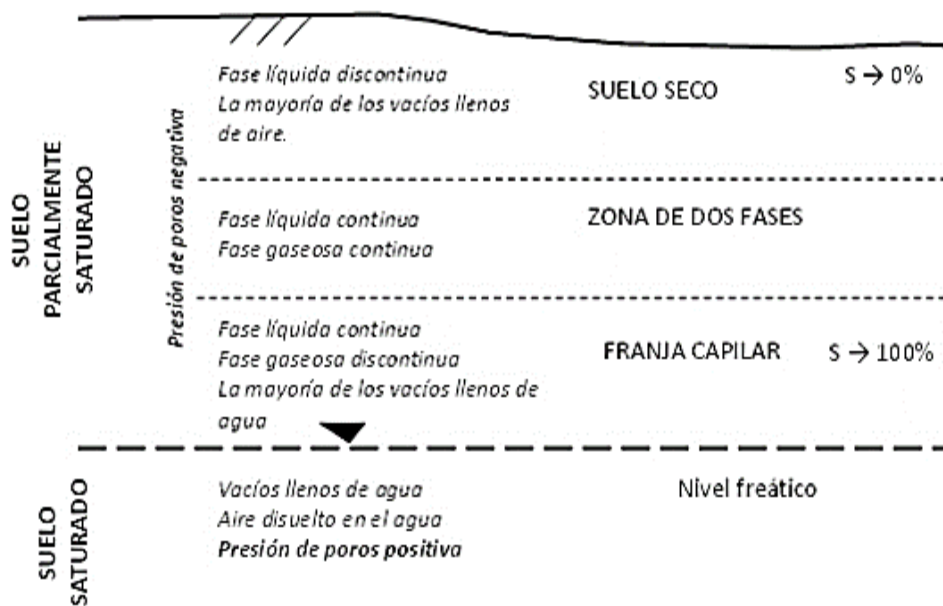 Fase líquida discontinua
La mayoría de los vacíos llenos
de aire.
SUELO SECO
S → 0%
SUELO
PARCIALMENTE
SATURADO
Presión de poros negativa
Fase líquida continua
Fase gaseosa continua
ZONA DE DOS FASES
Fase líquida continua
Fase gaseosa discontinua
La mayoría de los vacíos llenos de
agua
FRANJA CAPILAR
S → 100%
SUELO
SATURADO
Vacíos llenos de agua
Aire disuelto en el agua
Presión de poros positiva
Nivel freático